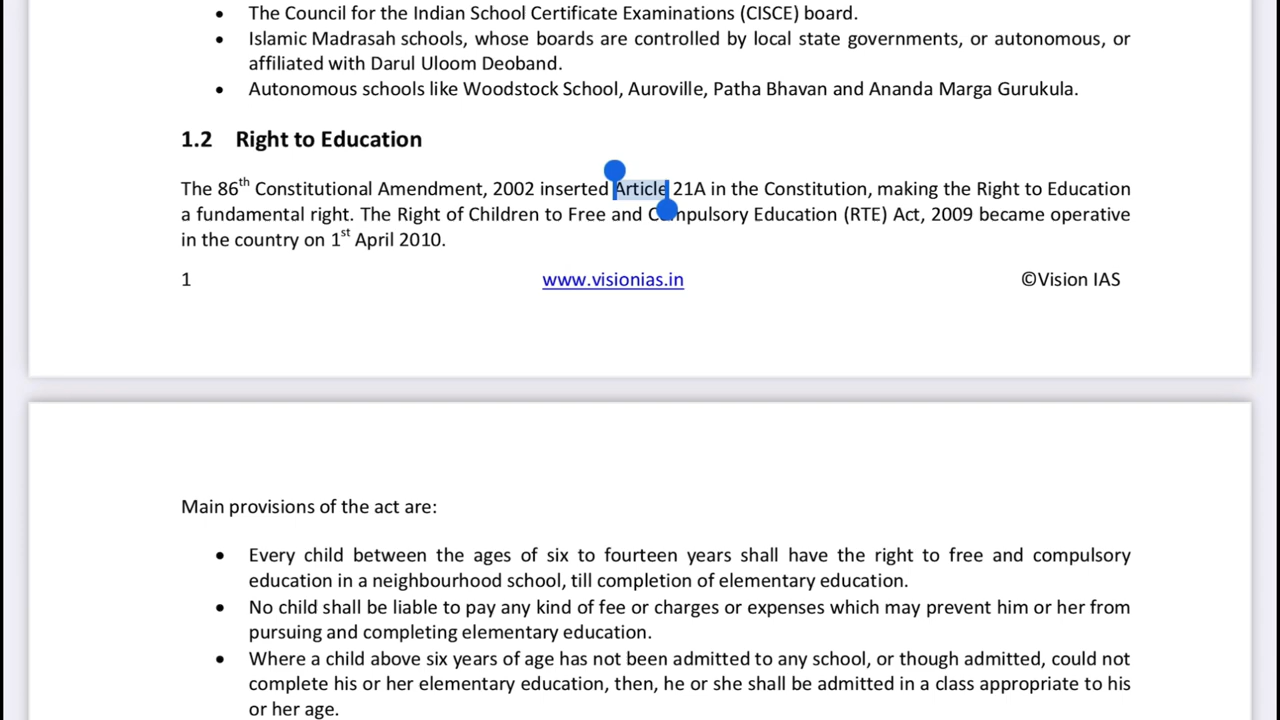 • The Council for the Indian School Certificate Examinations (CISCE) board.
• Islamic Madrasah schools, whose boards are controlled by local state governments, or autonomous, or
affiliated with Darul Uloom Deoband.
• Autonomous schools like Woodstock School, Auroville, Patha Bhavan and Ananda Marga Gurukula.
1.2 Right to Education
The 86th Constitutional Amendment, 2002 inserted Article 21A in the Constitution, making the Right to Education
a fundamental right. The Right of Children to Free and Compulsory Education (RTE) Act, 2009 became operative
in the country on 1st April 2010.
1 www.visionias.in ©Vision IAS
Main provisions of the act are:
• Every child between the ages of six to fourteen years shall have the right to free and compulsory
education in a neighbourhood school, till completion of elementary education.
• No child shall be liable to pay any kind of fee or charges or expenses which may prevent him or her from
pursuing and completing elementary education.
• Where a child above six years of age has not been admitted to any school, or though admitted, could not
complete his or her elementary education, then, he or she shall be admitted in a class appropriate to his
or her age.